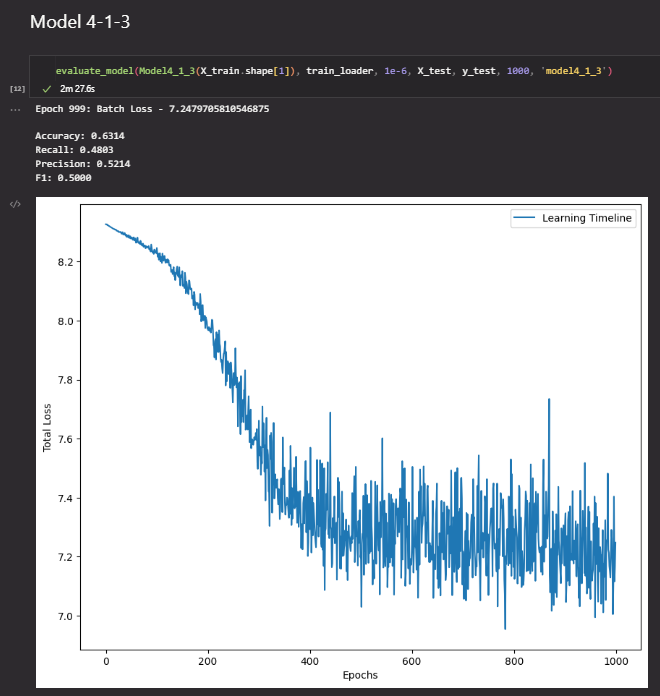 Model 4-1-3
evaluate_model(Model4_1_3(X_train.shape[1]), train_loader, 1e-6, X_test, y_test, 1000, 'model4_1_3')
[12]
2m 27.6s
...
Epoch 999: Batch Loss - 7.2479705810546875
Accuracy: 0.6314
Recall: 0.4803
Precision: 0.5214
F1: 0.5000
</>
Learning Timeline
8.2
8.0
7.8
7.6
7.4
7.2
7.0
Total Loss
0 200 400 600 800 1000
Epochs